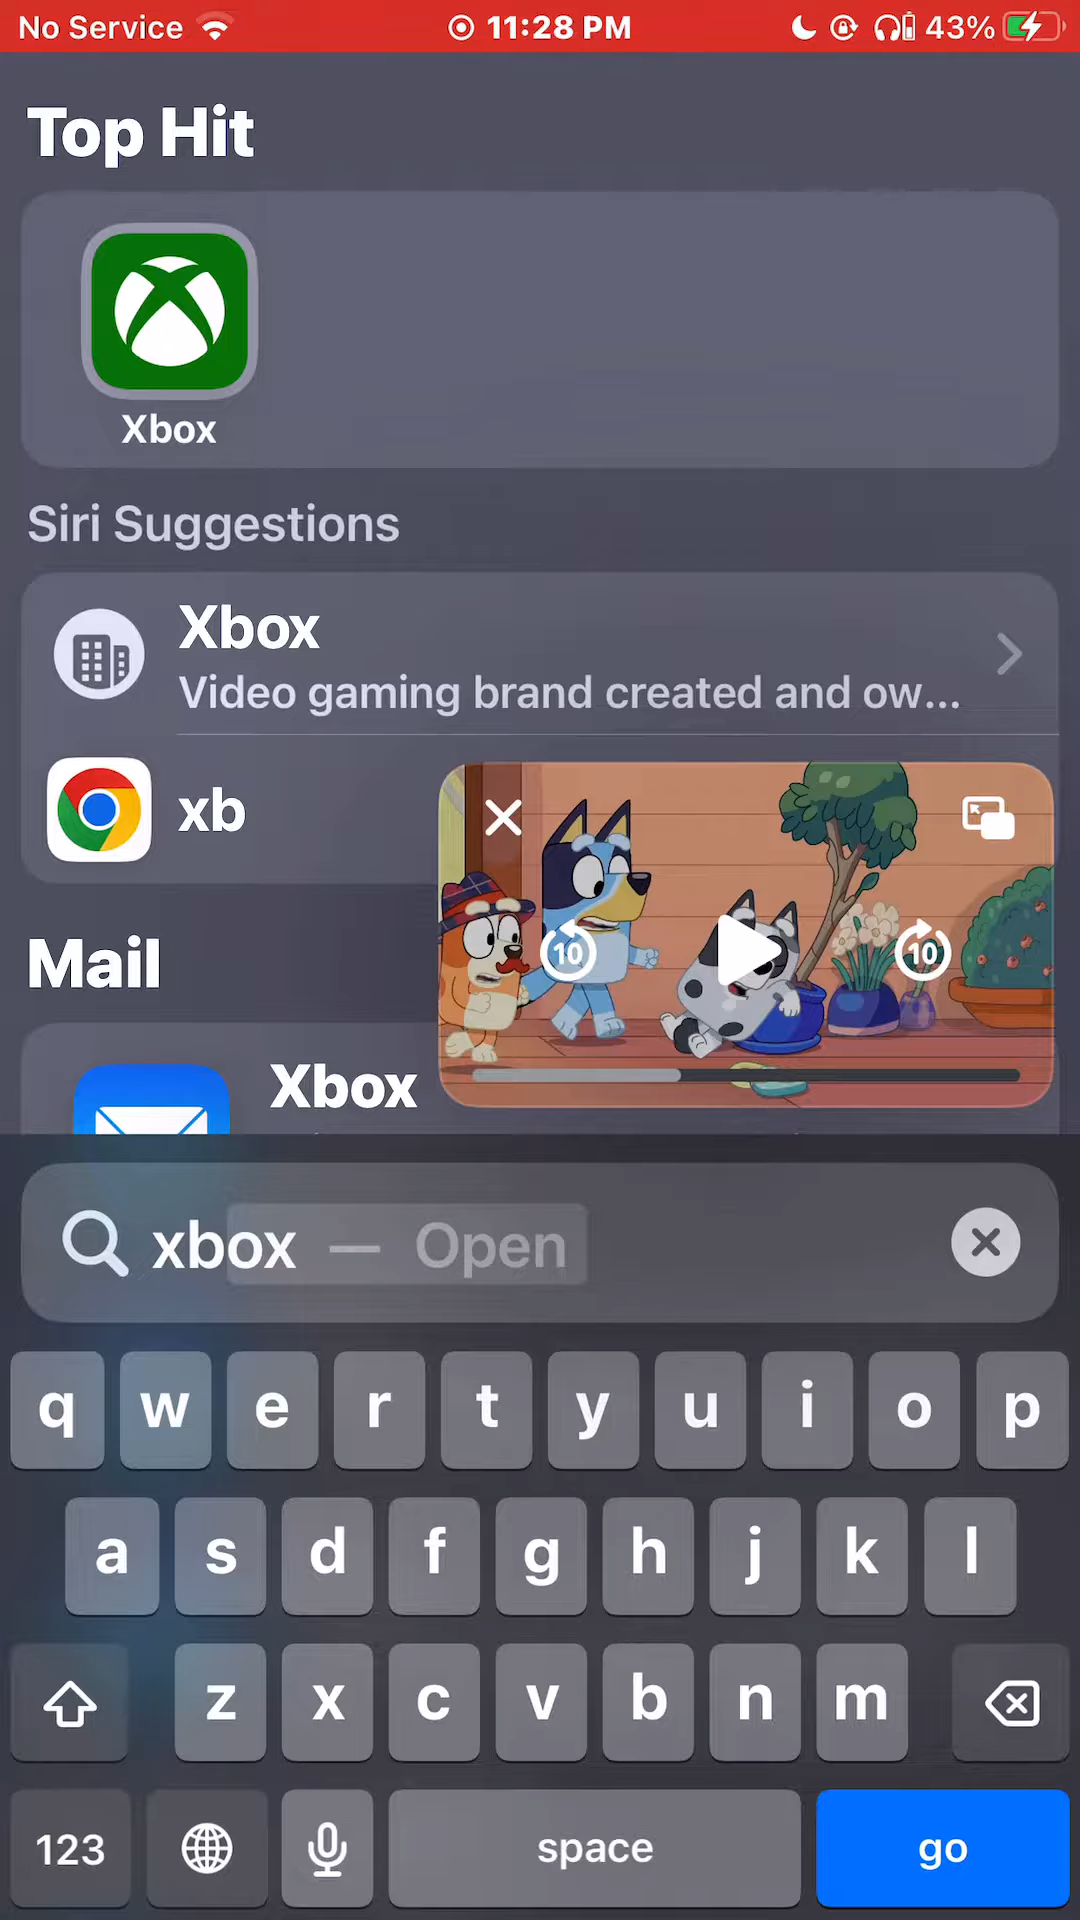 No Service 11:28 PM 43%
Top Hit
Xbox
Siri Suggestions
Xbox
Video gaming brand created and ow...
xb
10 10
Mail
Xbox
xbox — Open
q w e r t y u i o p
a s d f g h j k l
z x c v b n m
123 space go